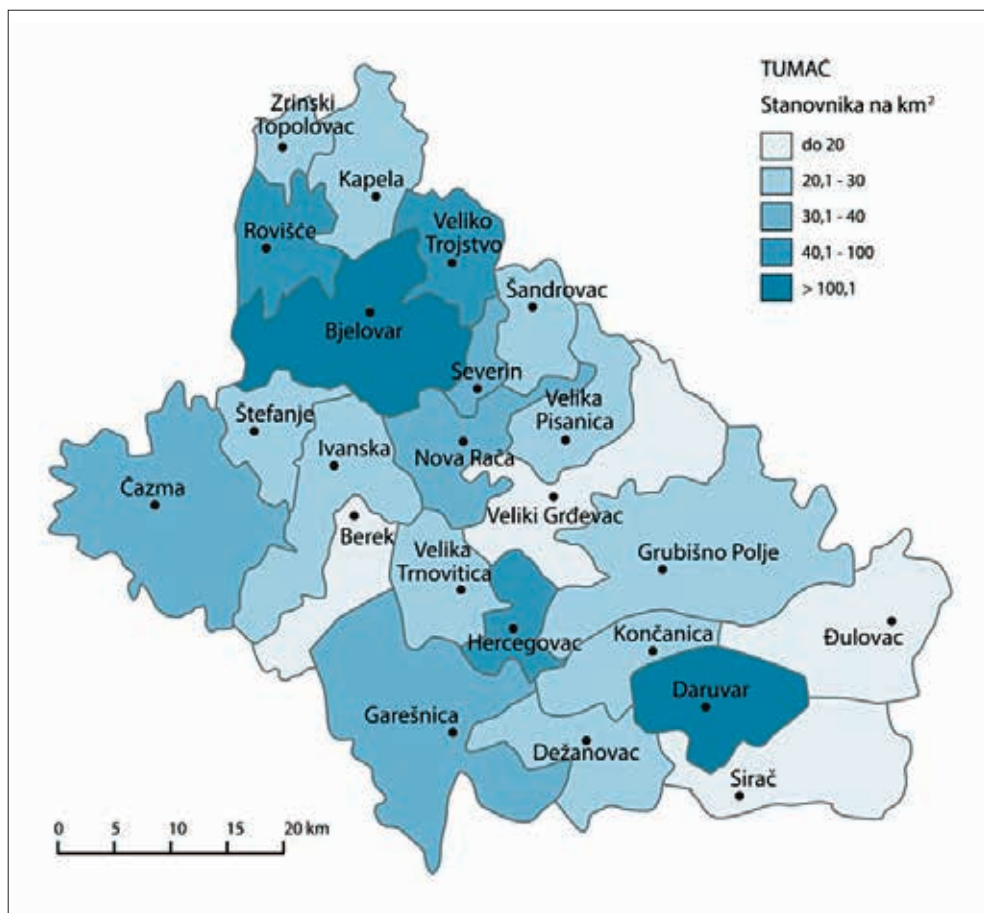 TUMAČ
Stanovnika na km²
do 20
20,1 - 30
30,1 - 40
40,1 - 100
> 100,1
Zrinski
Topolovac
Kapela
Rovišće
Veliko
Trojstvo
Šandrovac
Bjelovar
Severin
Velika
Pisanica
Štefanje
Ivanska
Nova Rača
Čazma
Berek
Veliki Grđevac
Velika
Trnovitica
Grubišno Polje
Hercegovac
Končanica
Đulovac
Daruvar
Garešnica
Dežanovac
Sirač
0 5 10 15 20 km